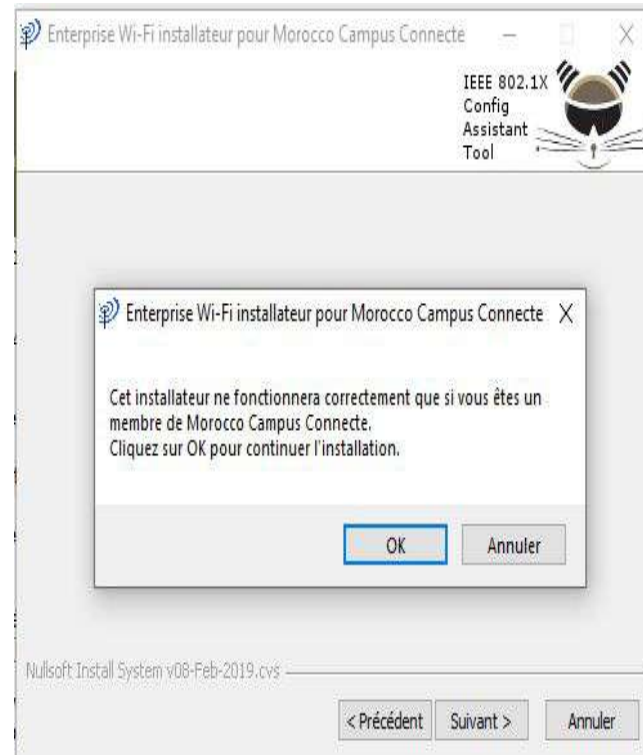 Enterprise Wi-Fi installateur pour Morocco Campus Connecte
IEEE 802.1X
Config
Assistant
Tool
Enterprise Wi-Fi installateur pour Morocco Campus Connecte
Cet installateur ne fonctionnera correctement que si vous êtes un
membre de Morocco Campus Connecte.
Cliquez sur OK pour continuer l'installation.
OK
Annuler
Nullsoft Install System v08-Feb-2019.cvs
< Précédent
Suivant >
Annuler